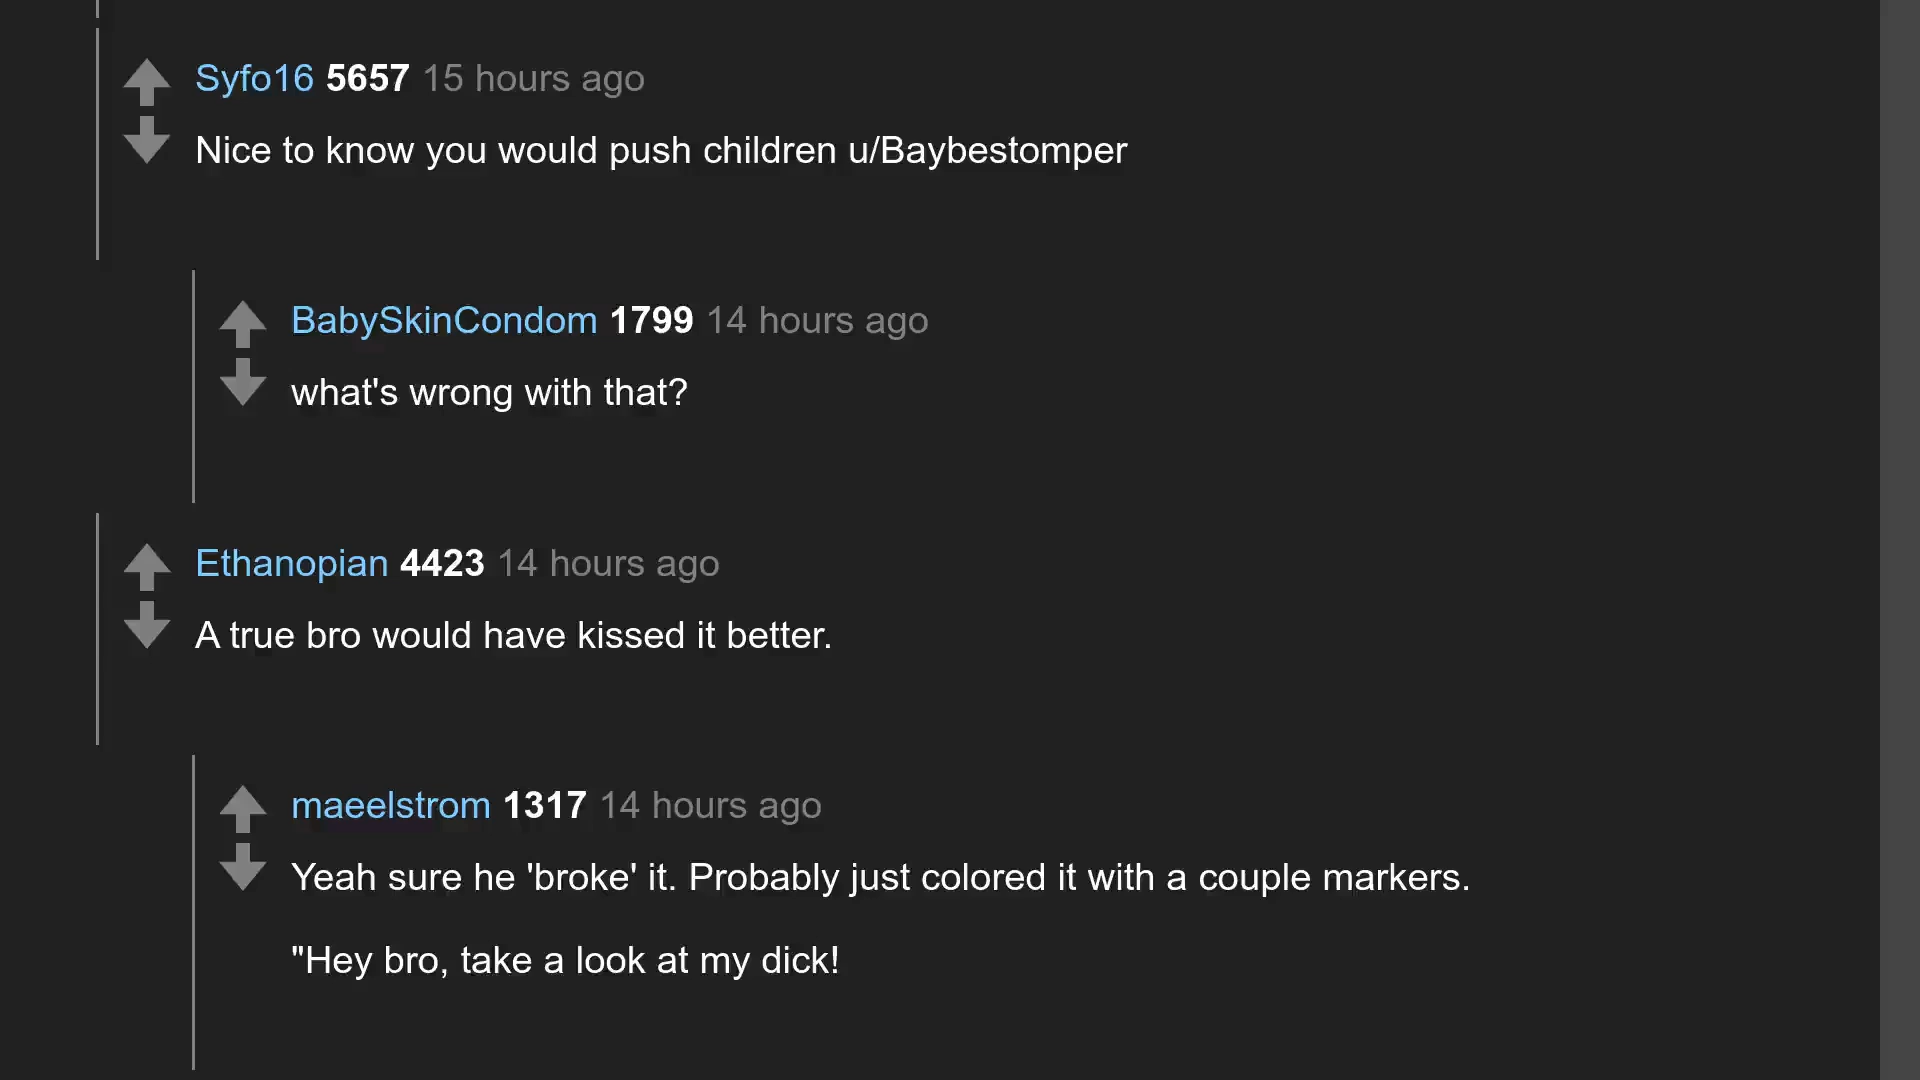 Syfo16 5657 15 hours ago
Nice to know you would push children u/Baybestomper
BabySkinCondom 1799 14 hours ago
what's wrong with that?
Ethanopian 4423 14 hours ago
A true bro would have kissed it better.
maeelstrom 1317 14 hours ago
Yeah sure he 'broke' it. Probably just colored it with a couple markers.
"Hey bro, take a look at my dick!